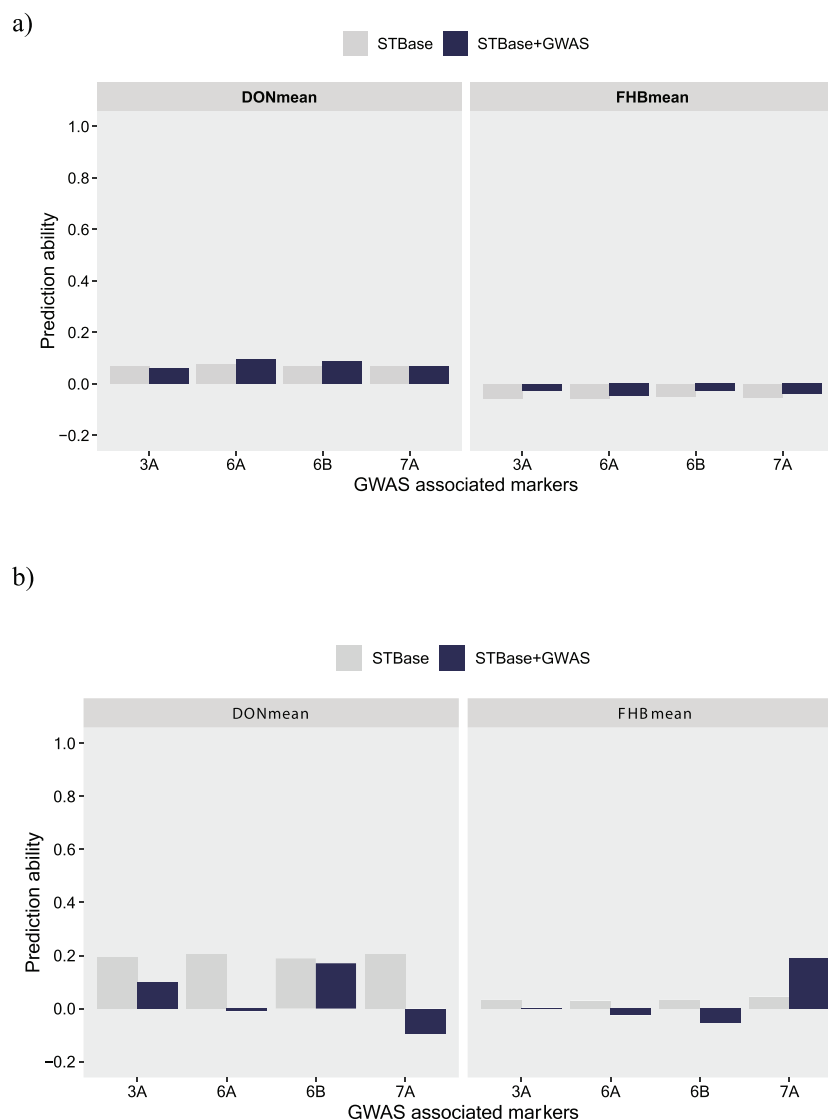 a)
STBase STBase+GWAS
DONmean FHBmean
1.0
0.8
0.6
0.4
0.2
0.0
−0.2
Prediction ability
3A 6A 6B 7A 3A 6A 6B 7A
GWAS associated markers
b)
STBase STBase+GWAS
DONmean FHBmean
1.0
0.8
0.6
0.4
0.2
0.0
−0.2
Prediction ability
3A 6A 6B 7A 3A 6A 6B 7A
GWAS associated markers